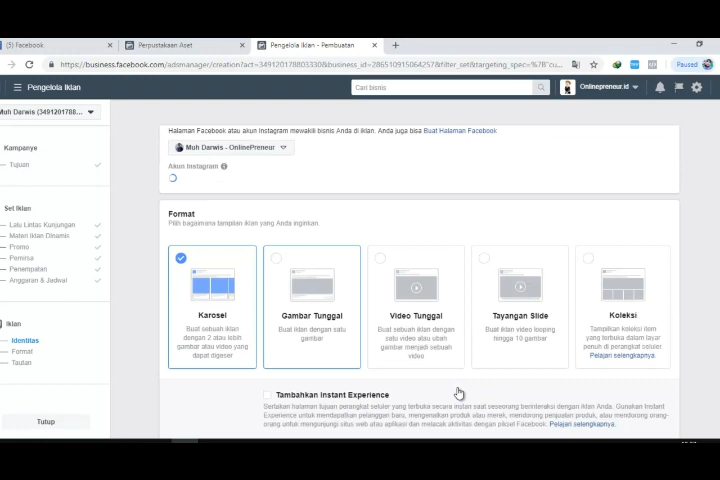 (5) Facebook
Perpustakaan Aset
Pengelola Iklan - Pembuatan
https://business.facebook.com/adsmanager/creation?act=349120178803330&business_id=2865109150642 57&filter_set&targeting_spec=%7B"cu...
Paused
Pengelola Iklan
Cari bisnis
Onlinepreneur.id
Muh Darwis (3491201788...
Kampanye
Tujuan
Set Iklan
Lalu Lintas Kunjungan
Materi Iklan Dinamis
Promo
Pemirsa
Penempatan
Anggaran & Jadwal
Iklan
Identitas
Format
Tautan
Tutup
Halaman Facebook atau akun Instagram mewakili bisnis Anda di iklan. Anda juga bisa Buat Halaman Facebook
Muh Darwis - OnlinePreneur
Akun Instagram
Format
Pilih bagaimana tampilan iklan yang Anda inginkan.
Karosel
Buat sebuah iklan
dengan 2 atau lebih
gambar atau video yang
dapat digeser
Gambar Tunggal
Buat iklan dengan satu
gambar
Video Tunggal
Buat sebuah iklan dengan
satu video atau ubah
gambar menjadi sebuah
video
Tayangan Slide
Buat iklan video looping
hingga 10 gambar
Koleksi
Tampilkan koleksi item
yang terbuka dalam layar
penuh di perangkat seluler.
Pelajari selengkapnya.
Tambahkan Instant Experience
Sertakan halaman tujuan perangkat seluler yang terbuka secara instan saat seseorang berinteraksi dengan iklan Anda. Gunakan Instant
Experience untuk mendapatkan pelanggan baru, mengenalkan produk atau merek, mendorong penjualan produk atau merek, atau mendorong orang-
orang untuk mengunjungi situs web atau aplikasi dan melacak aktivitas dengan piksel Facebook. Pelajari selengkapnya.